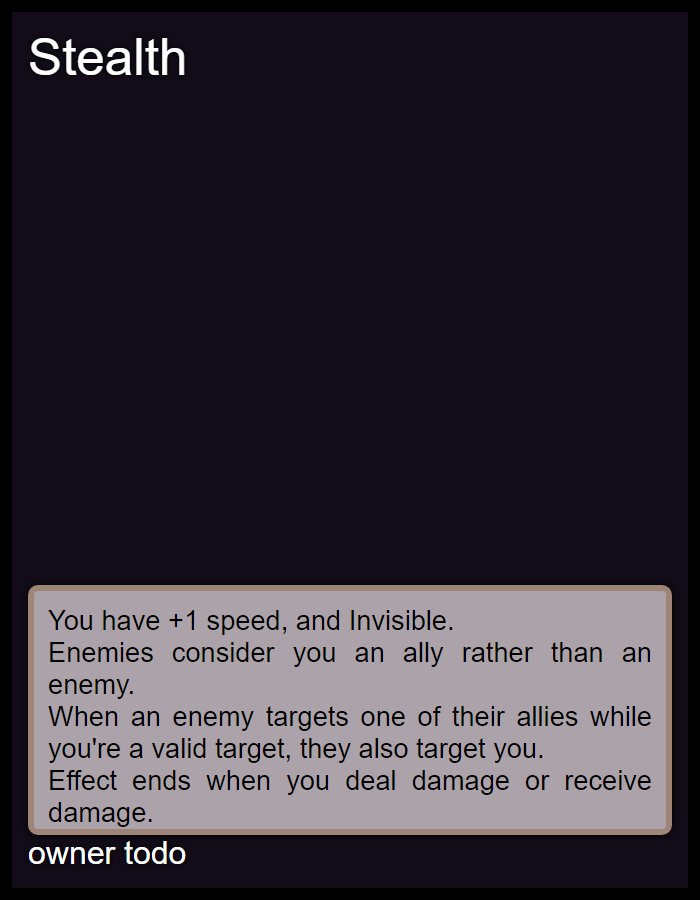 Stealth
You have +1 speed, and Invisible.
Enemies consider you an ally rather than an
enemy.
When an enemy targets one of their allies while
you're a valid target, they also target you.
Effect ends when you deal damage or receive
damage.
owner todo